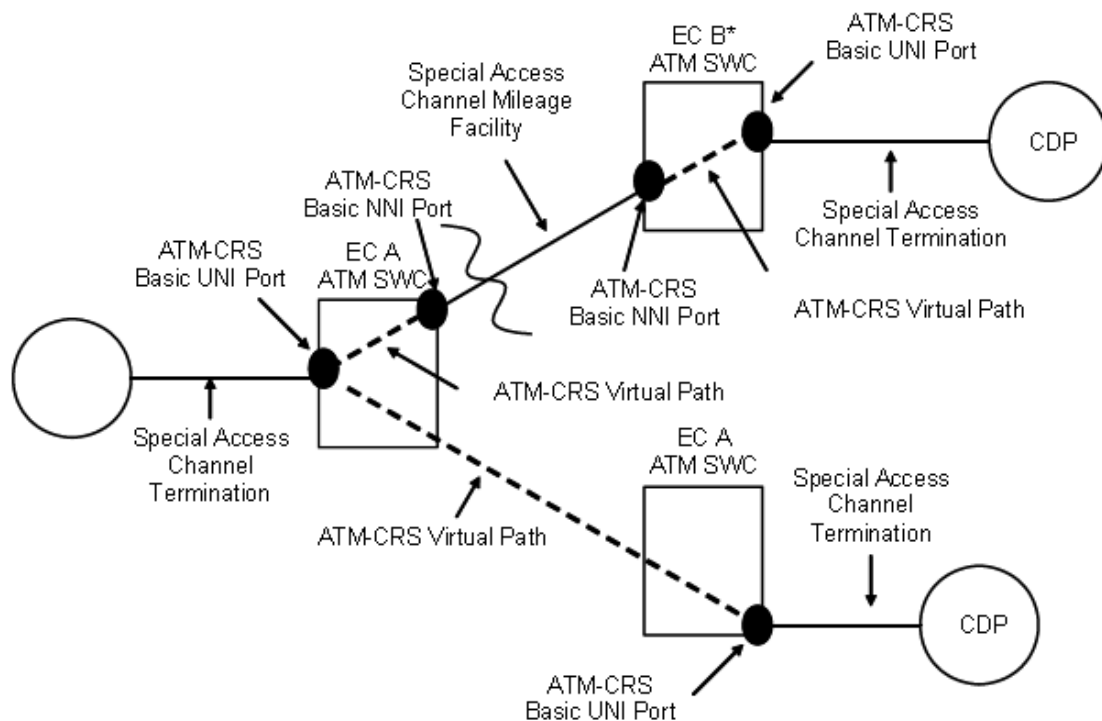 EC B*
ATM SWC
ATM-CRS
Basic UNI Port
Special Access
Channel Mileage
Facility
CDP
ATM-CRS
Basic NNI Port
Special Access
Channel Termination
ATM-CRS
Basic UNI Port
EC A
ATM SWC
ATM-CRS
Basic NNI Port
ATM-CRS Virtual Path
ATM-CRS Virtual Path
Special Access
Channel
Termination
EC A
ATM SWC
Special Access
Channel
Termination
ATM-CRS Virtual Path
CDP
ATM-CRS
Basic UNI Port